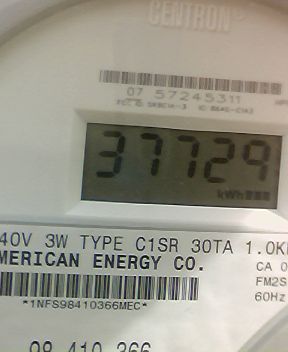 CENTRON®
07 57245311
37729
kWh
40V 3W TYPE C1SR 30TA 1.0K
MERICAN ENERGY CO.
CA 0
FM2S
60Hz
*1NFS98410366MEC*
98 410 366